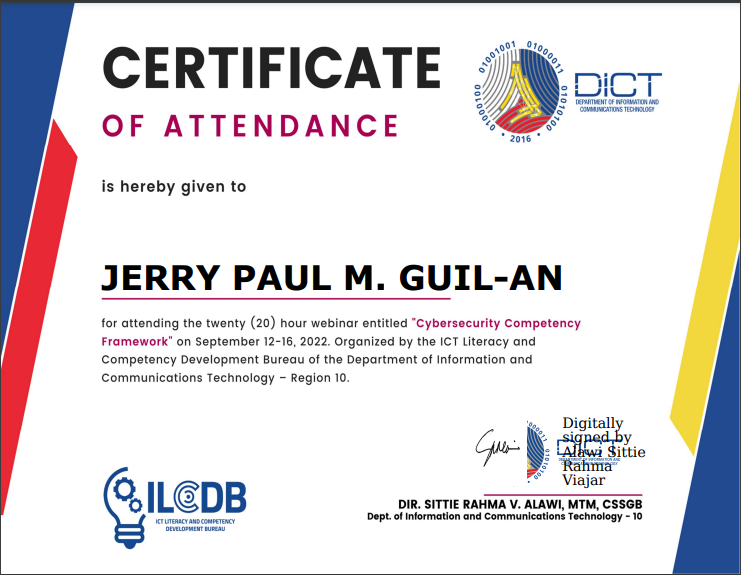 CERTIFICATE
OF ATTENDANCE
01001001 01000011 01010100 01000100
• 2016 •
DICT
DEPARTMENT OF INFORMATION AND
COMMUNICATIONS TECHNOLOGY
is hereby given to
JERRY PAUL M. GUIL-AN
for attending the twenty (20) hour webinar entitled "Cybersecurity Competency
Framework" on September 12-16, 2022. Organized by the ICT Literacy and
Competency Development Bureau of the Department of Information and
Communications Technology – Region 10.
Digitally
signed by
Alawi Sittie
Rahma
Viajar
ILCDB
ICT LITERACY AND COMPETENCY
DEVELOPMENT BUREAU
DIR. SITTIE RAHMA V. ALAWI, MTM, CSSGB
Dept. of Information and Communications Technology - 10